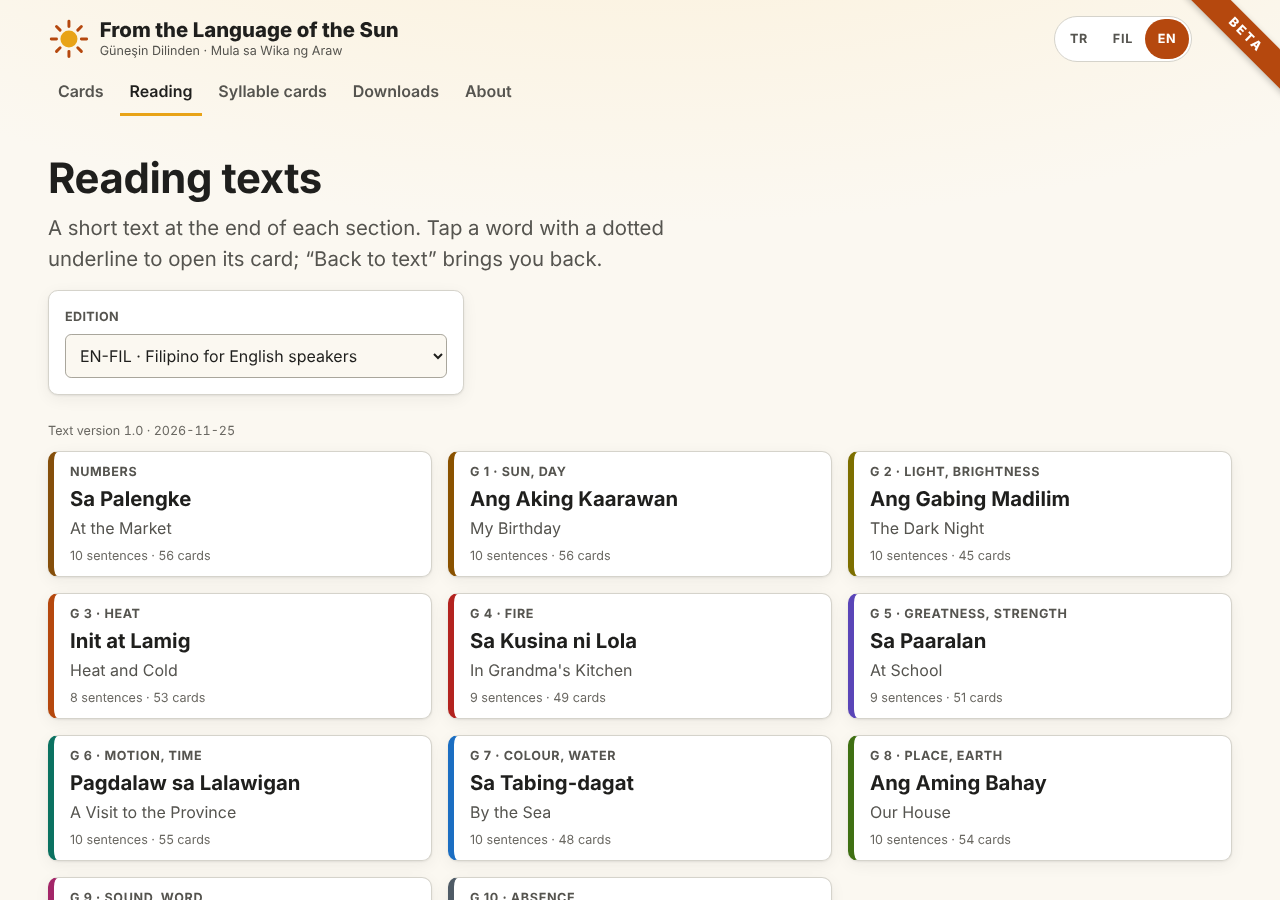 From the Language of the Sun
Güneşin Dilinden · Mula sa Wika ng Araw
TR FIL EN
BETA
Cards Reading Syllable cards Downloads About
Reading texts
A short text at the end of each section. Tap a word with a dotted
underline to open its card; “Back to text” brings you back.
EDITION
EN-FIL · Filipino for English speakers
Text version 1.0 · 2026-11-25
NUMBERS
Sa Palengke
At the Market
10 sentences · 56 cards
G 1 · SUN, DAY
Ang Aking Kaarawan
My Birthday
10 sentences · 56 cards
G 2 · LIGHT, BRIGHTNESS
Ang Gabing Madilim
The Dark Night
10 sentences · 45 cards
G 3 · HEAT
Init at Lamig
Heat and Cold
8 sentences · 53 cards
G 4 · FIRE
Sa Kusina ni Lola
In Grandma's Kitchen
9 sentences · 49 cards
G 5 · GREATNESS, STRENGTH
Sa Paaralan
At School
9 sentences · 51 cards
G 6 · MOTION, TIME
Pagdalaw sa Lalawigan
A Visit to the Province
10 sentences · 55 cards
G 7 · COLOUR, WATER
Sa Tabing-dagat
By the Sea
10 sentences · 48 cards
G 8 · PLACE, EARTH
Ang Aming Bahay
Our House
10 sentences · 54 cards
G 9 · SOUND, WORD
G 10 · ABSENCE